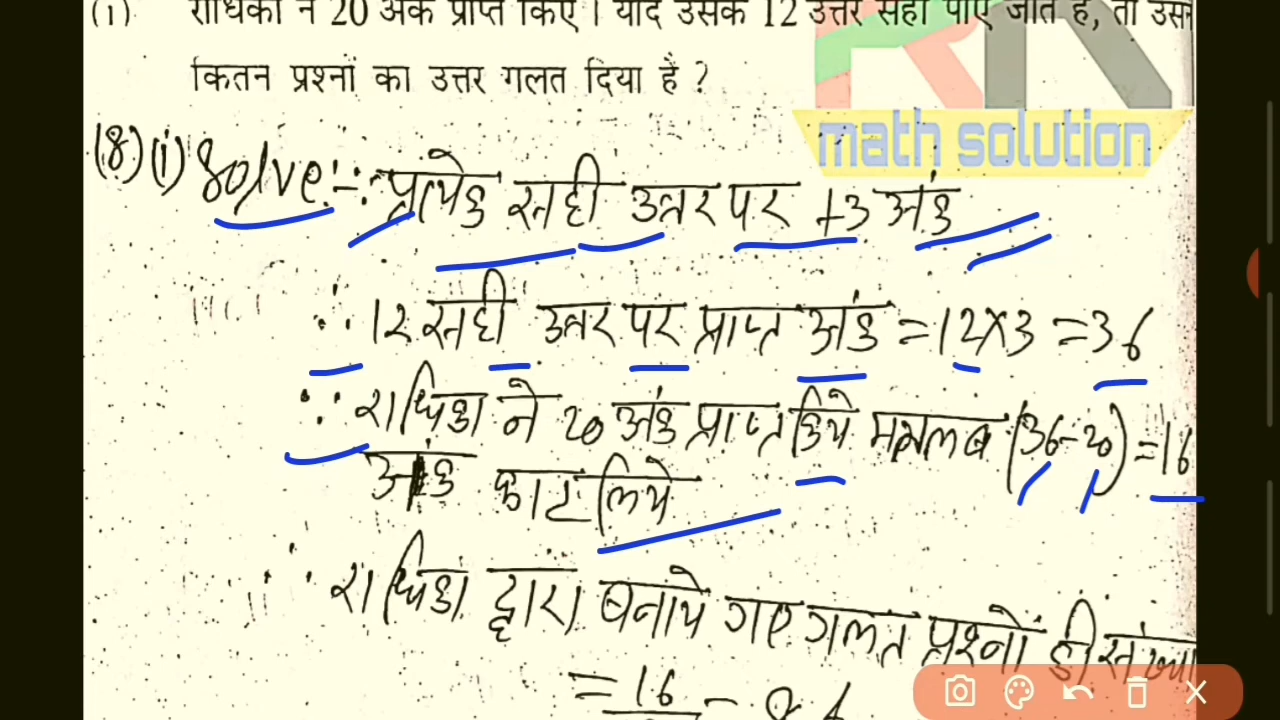 (i) राधिका ने 20 अंक प्राप्त किए। यदि उसके 12 उत्तर सही पाए जाते हैं, तो उसने
कितने प्रश्नों का उत्तर गलत दिया है ?
math solution
(8) (i) Solve:- ∵ प्रत्येक सही उत्तर पर +3 अंक
∴ 12 सही उत्तर पर प्राप्त अंक = 12×3 = 36
∵ राधिका ने 20 अंक प्राप्त किये मतलब (36-20) = 16
अंक काट लिये
∴ राधिका द्वारा बनाये गए गलत प्रश्नों की संख्या
= 16